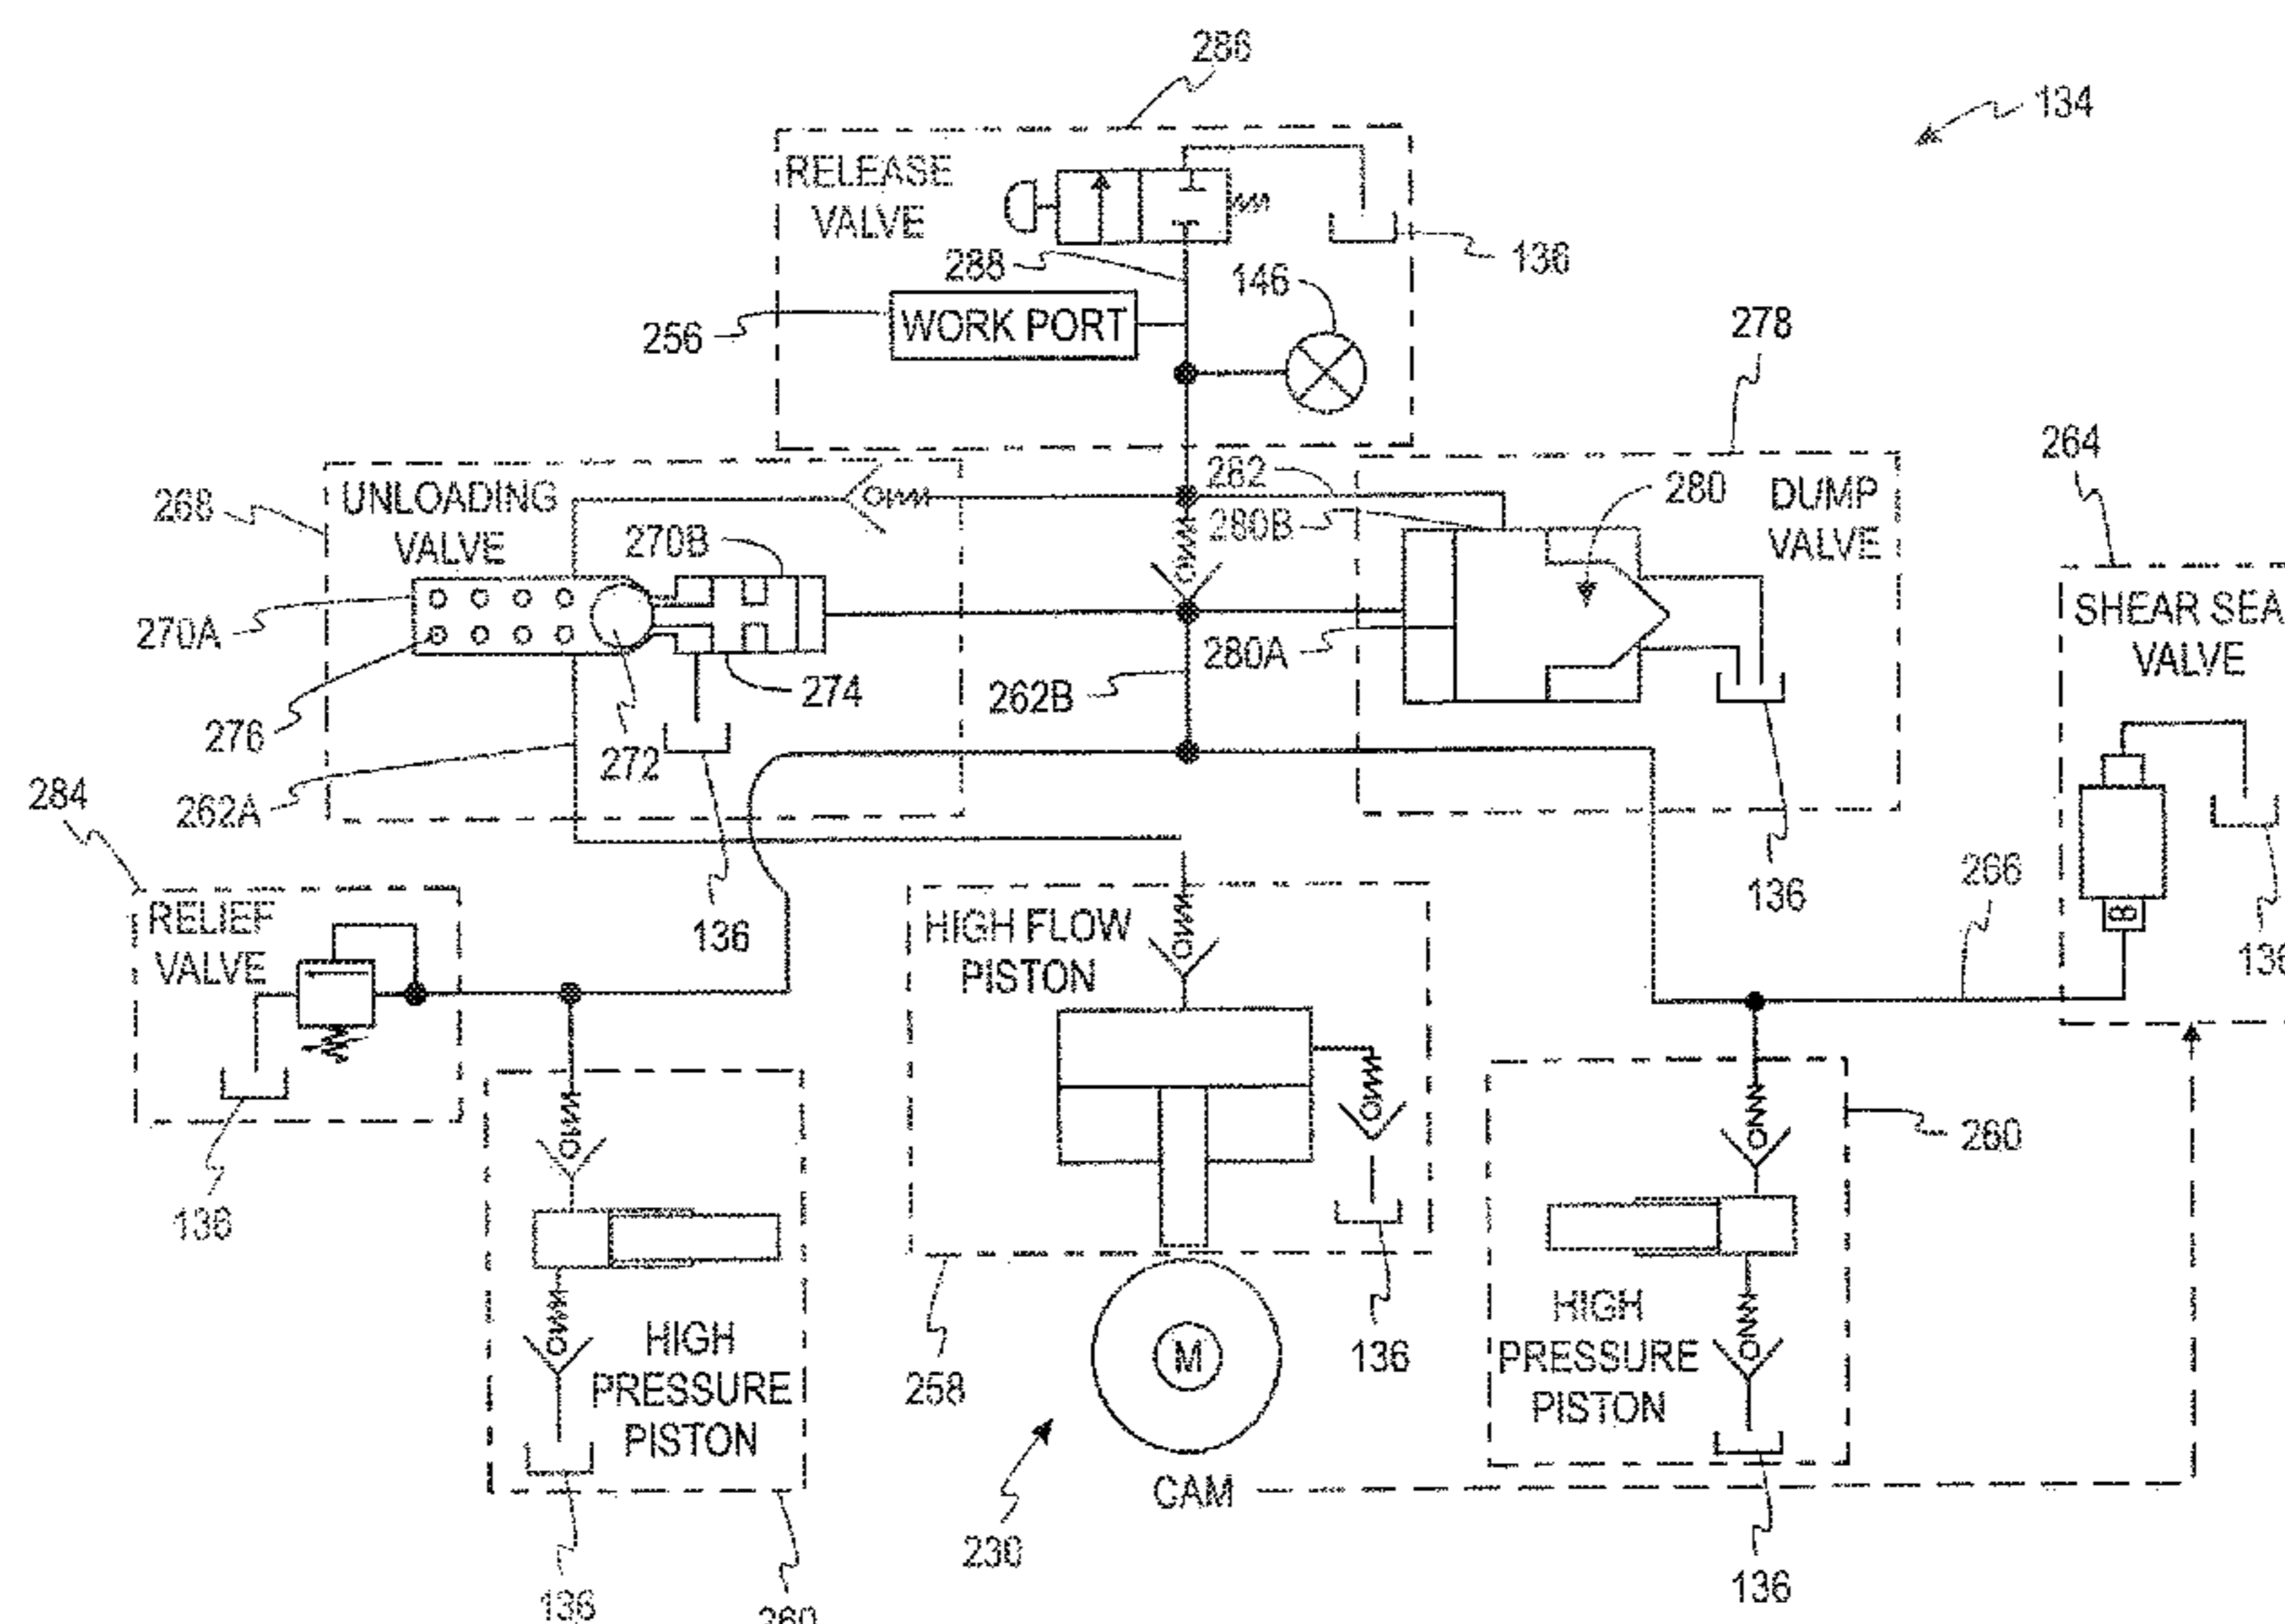 286
134
RELEASE
VALVE
288
136
146
256
WORK PORT
278
264
268
UNLOADING
VALVE
282
280
DUMP
VALVE
280B
270B
SHEAR SEA
VALVE
270A
280A
274
262B
276
272
284
262A
136
136
266
136
RELIEF
VALVE
HIGH FLOW
PISTON
136
260
HIGH
PRESSURE
PISTON
258
M
136
HIGH
PRESSURE
PISTON
CAM
230
136
136